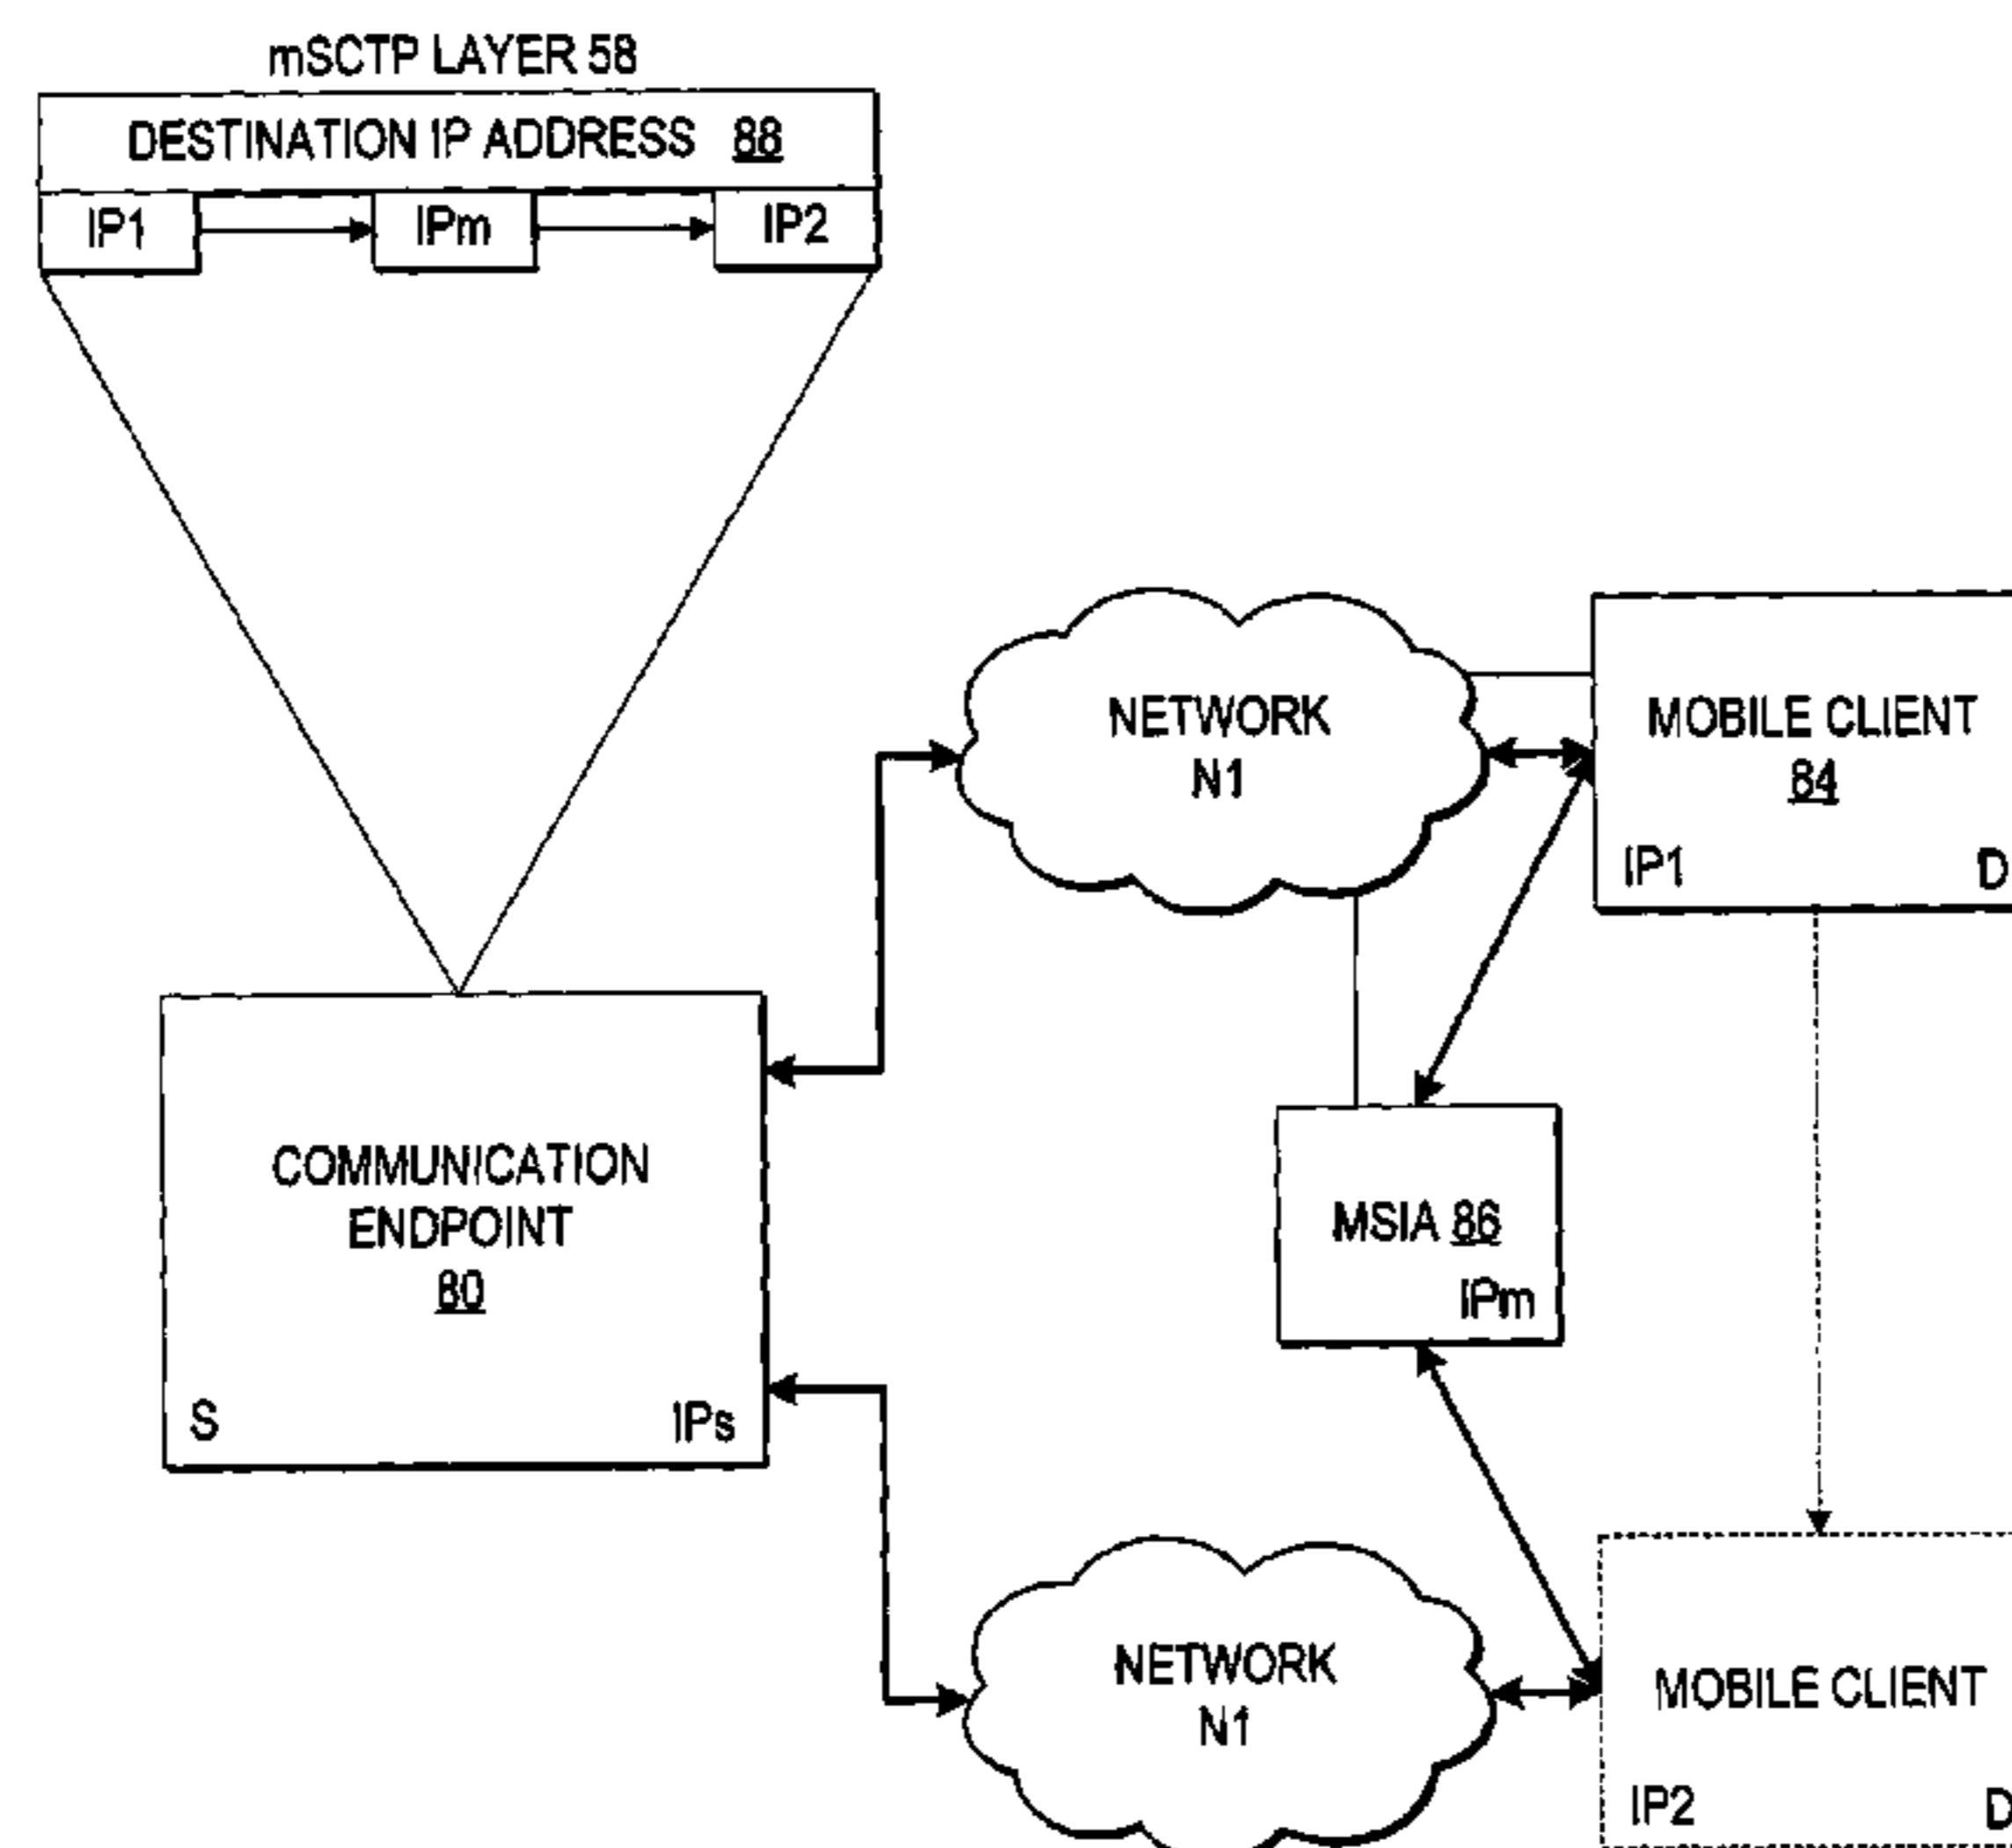 mSCTP LAYER 58
DESTINATION IP ADDRESS 88
IP1
IPm
IP2
NETWORK
N1
MOBILE CLIENT
84
IP1
D
COMMUNICATION
ENDPOINT
80
S
IPs
MSIA 86
IPm
NETWORK
N1
MOBILE CLIENT
IP2
D